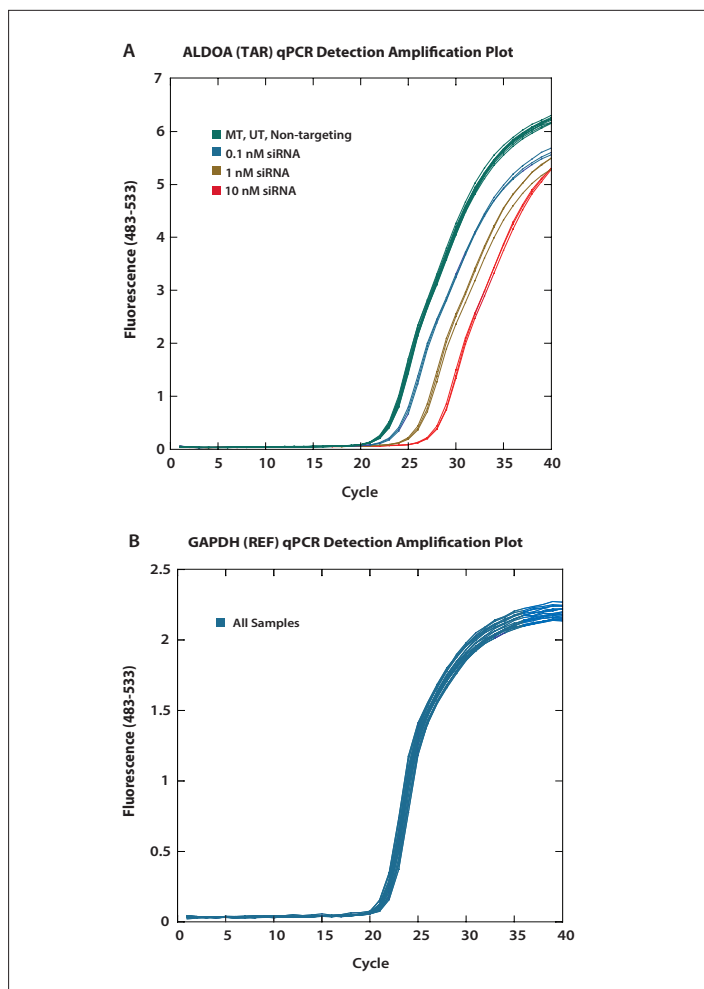 A ALDOA (TAR) qPCR Detection Amplification Plot
7
6
5
4
3
2
1
0
Fluorescence (483-533)
MT, UT, Non-targeting
0.1 nM siRNA
1 nM siRNA
10 nM siRNA
0 5 10 15 20 25 30 35 40
Cycle
B GAPDH (REF) qPCR Detection Amplification Plot
2.5
2
1.5
1
0.5
0
Fluorescence (483-533)
All Samples
0 5 10 15 20 25 30 35 40
Cycle